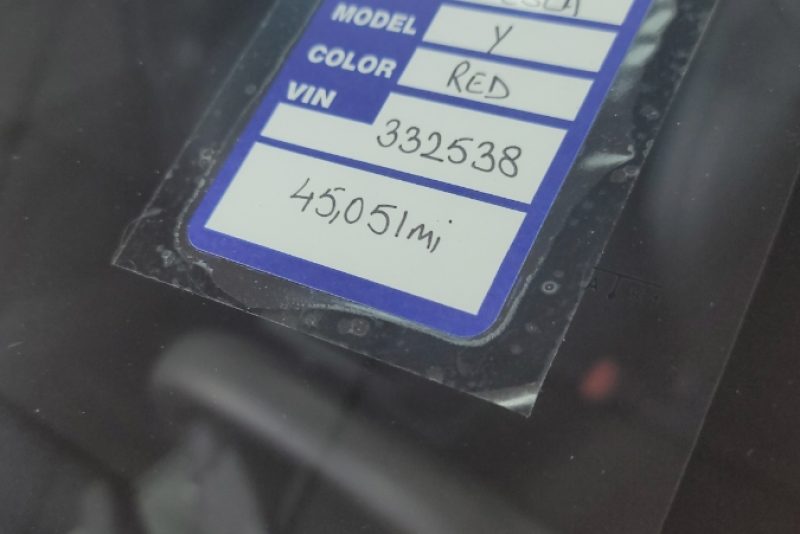 MODEL Y
COLOR RED
VIN 332538
45,051mi